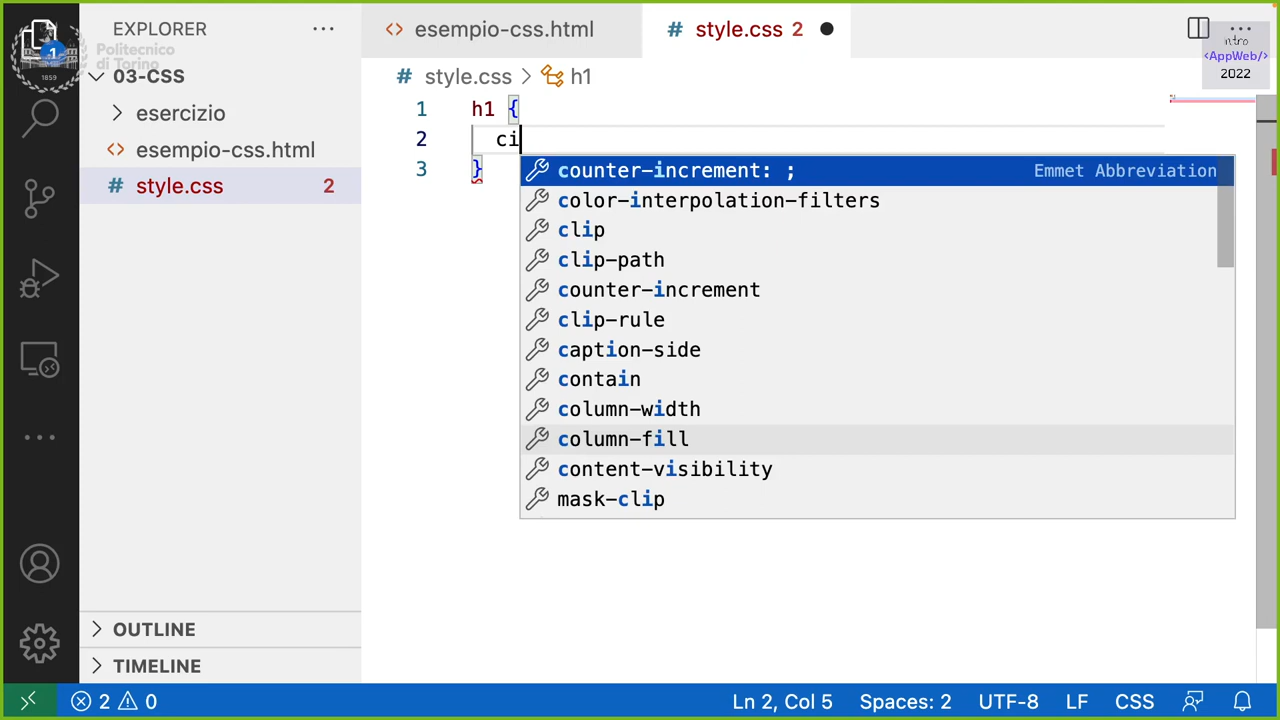 EXPLORER
···
esempio-css.html
style.css 2
···
Politecnico
di Torino
1859
1
intro
<AppWeb/>
2022
03-CSS
esercizio
esempio-css.html
style.css 2
style.css > h1
1 h1 {
2 ci
3 }
counter-increment: ; Emmet Abbreviation
color-interpolation-filters
clip
clip-path
counter-increment
clip-rule
caption-side
contain
column-width
column-fill
content-visibility
mask-clip
OUTLINE
TIMELINE
2 0 Ln 2, Col 5 Spaces: 2 UTF-8 LF CSS